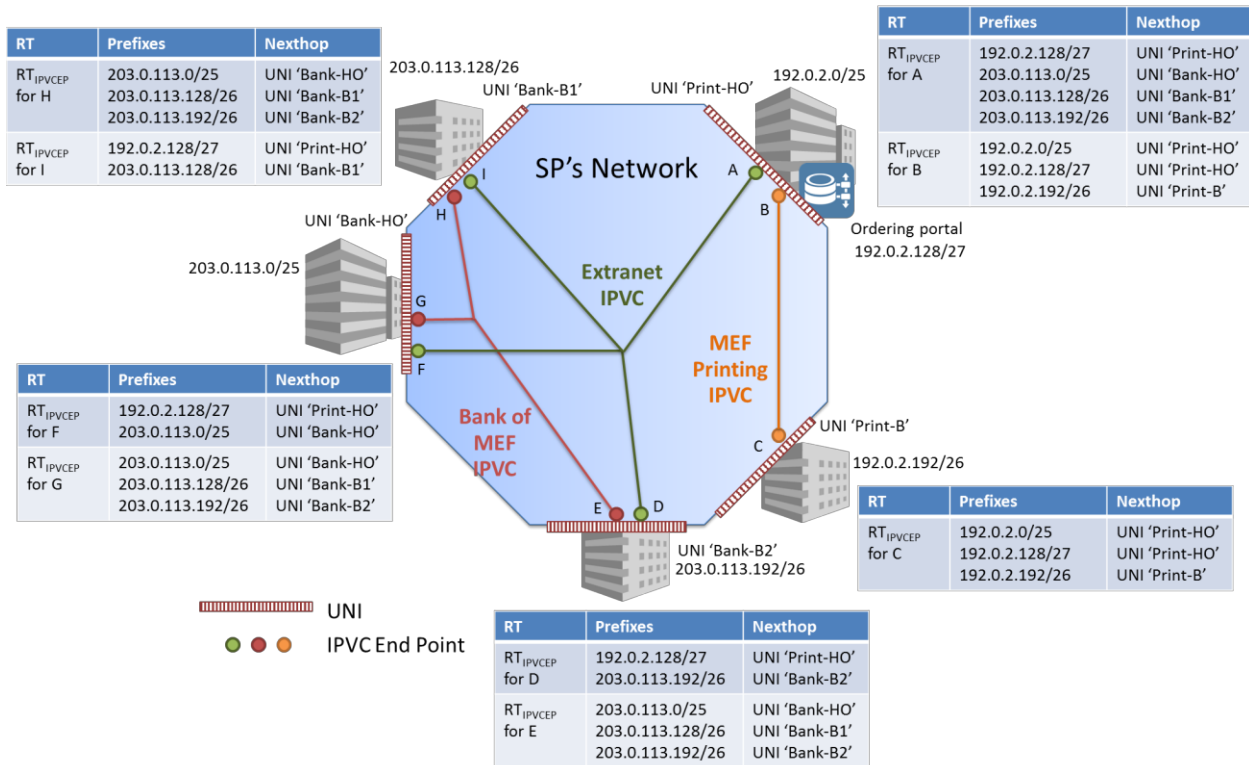 RT Prefixes Nexthop
RT_IPVCEP for H 203.0.113.0/25 UNI ‘Bank-HO’
203.0.113.128/26 UNI ‘Bank-B1’
203.0.113.192/26 UNI ‘Bank-B2’
RT_IPVCEP for I 192.0.2.128/27 UNI ‘Print-HO’
203.0.113.128/26 UNI ‘Bank-B1’
203.0.113.128/26
UNI ‘Bank-B1’
UNI ‘Print-HO’
192.0.2.0/25
RT Prefixes Nexthop
RT_IPVCEP for A 192.0.2.128/27 UNI ‘Print-HO’
203.0.113.0/25 UNI ‘Bank-HO’
203.0.113.128/26 UNI ‘Bank-B1’
203.0.113.192/26 UNI ‘Bank-B2’
RT_IPVCEP for B 192.0.2.0/25 UNI ‘Print-HO’
192.0.2.128/27 UNI ‘Print-HO’
192.0.2.192/26 UNI ‘Print-B’
SP’s Network
I
A
H
B
UNI ‘Bank-HO’
203.0.113.0/25
Ordering portal
192.0.2.128/27
Extranet
IPVC
G
F
MEF
Printing
IPVC
Bank of
MEF
IPVC
RT Prefixes Nexthop
RT_IPVCEP for F 192.0.2.128/27 UNI ‘Print-HO’
203.0.113.0/25 UNI ‘Bank-HO’
RT_IPVCEP for G 203.0.113.0/25 UNI ‘Bank-HO’
203.0.113.128/26 UNI ‘Bank-B1’
203.0.113.192/26 UNI ‘Bank-B2’
UNI ‘Print-B’
C
192.0.2.192/26
RT Prefixes Nexthop
RT_IPVCEP for C 192.0.2.0/25 UNI ‘Print-HO’
192.0.2.128/27 UNI ‘Print-HO’
192.0.2.192/26 UNI ‘Print-B’
E
D
UNI ‘Bank-B2’
203.0.113.192/26
UNI
IPVC End Point
RT Prefixes Nexthop
RT_IPVCEP for D 192.0.2.128/27 UNI ‘Print-HO’
203.0.113.192/26 UNI ‘Bank-B2’
RT_IPVCEP for E 203.0.113.0/25 UNI ‘Bank-HO’
203.0.113.128/26 UNI ‘Bank-B1’
203.0.113.192/26 UNI ‘Bank-B2’